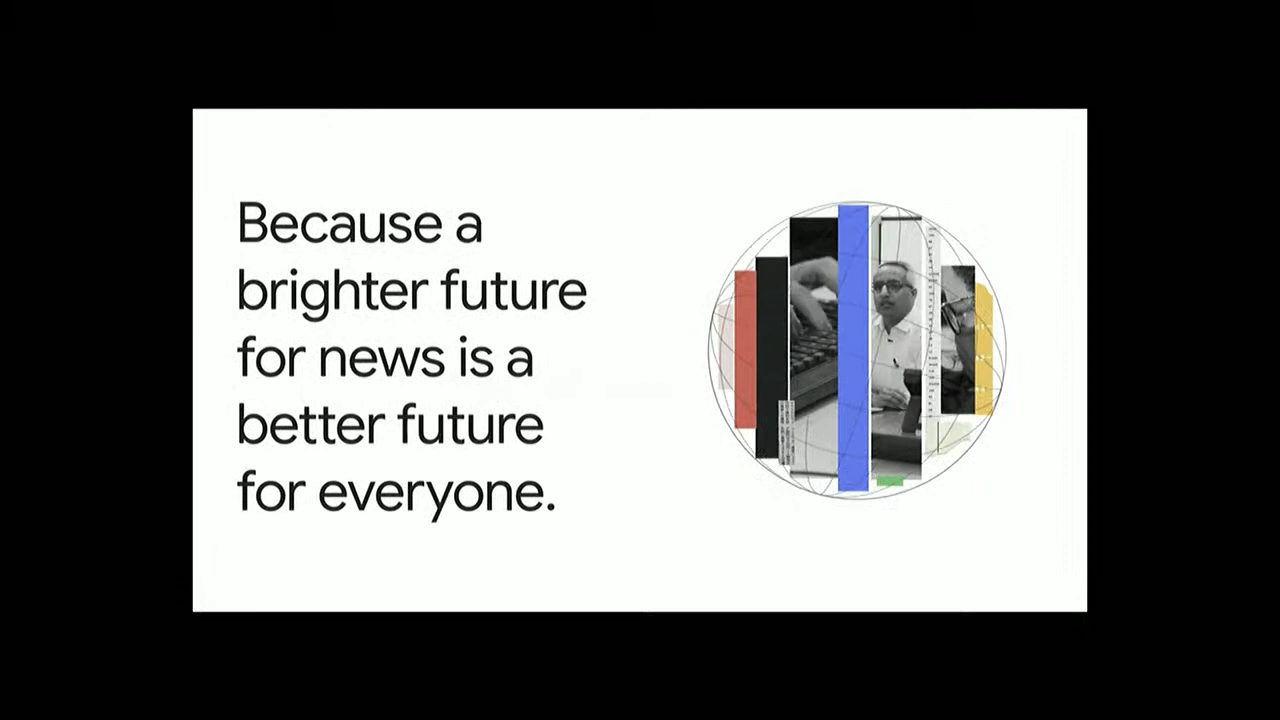 Because a
brighter future
for news is a
better future
for everyone.